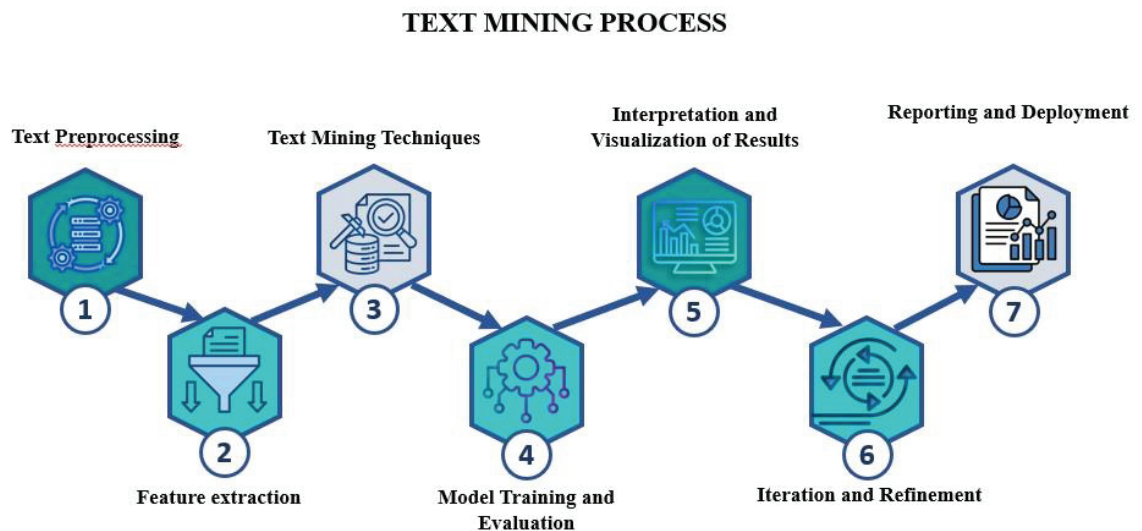 TEXT MINING PROCESS
Text Preprocessing
1
2
Feature extraction
Text Mining Techniques
3
4
Model Training and
Evaluation
Interpretation and
Visualization of Results
5
6
Iteration and Refinement
Reporting and Deployment
7